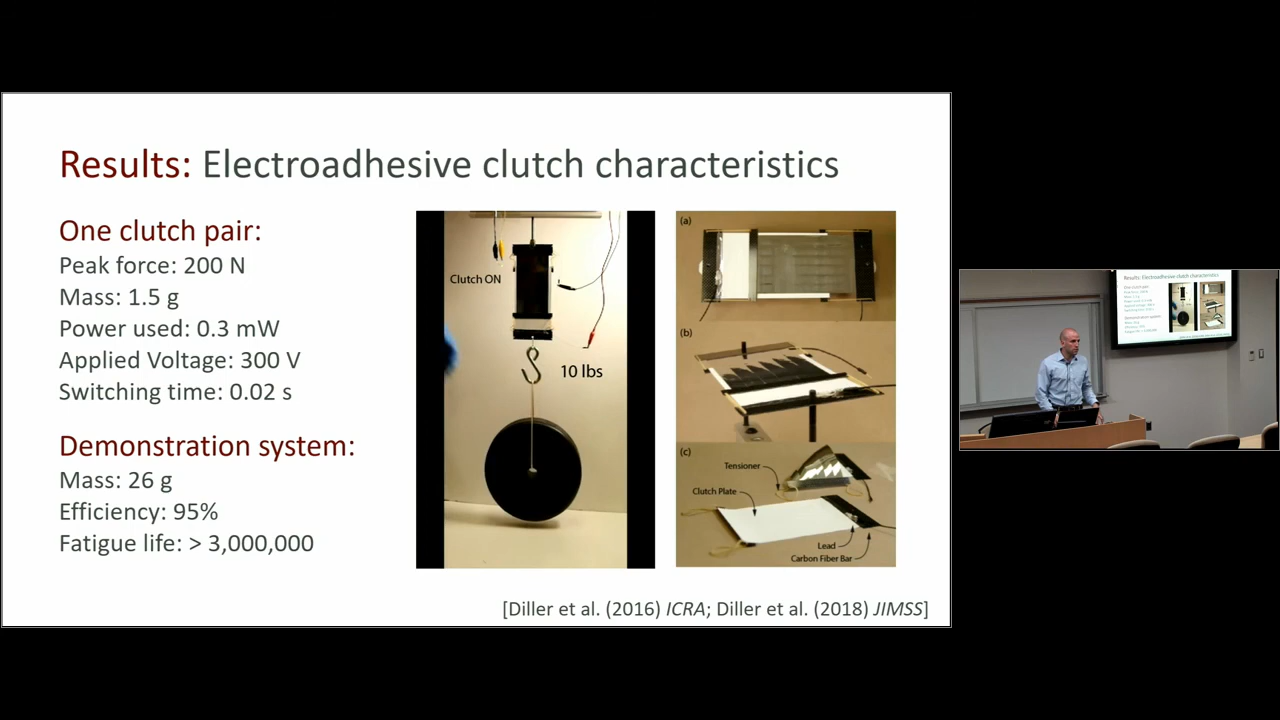 Results: Electroadhesive clutch characteristics
One clutch pair:
Peak force: 200 N
Mass: 1.5 g
Power used: 0.3 mW
Applied Voltage: 300 V
Switching time: 0.02 s
Demonstration system:
Mass: 26 g
Efficiency: 95%
Fatigue life: > 3,000,000
Clutch ON
10 lbs
(a)
(b)
(c)
Tensioner
Clutch Plate
Lead
Carbon Fiber Bar
[Diller et al. (2016) ICRA; Diller et al. (2018) JIMSS]
Results: Electroadhesive clutch characteristics